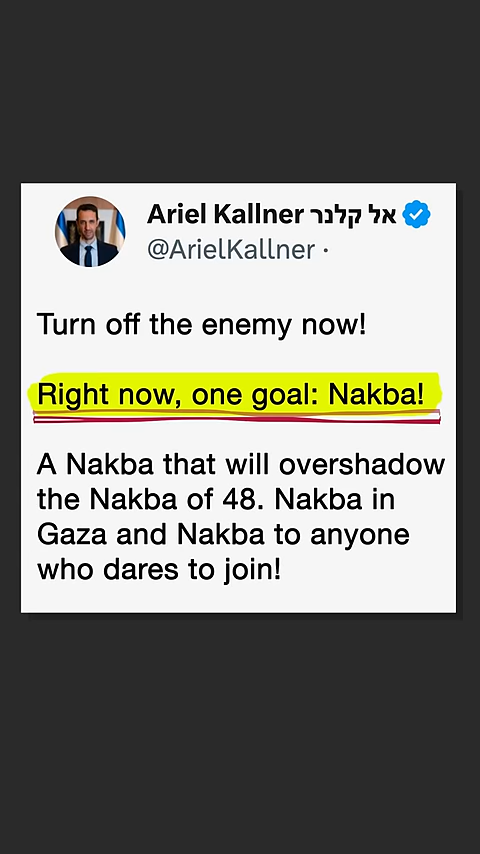 Ariel Kallner אל קלנר
@ArielKallner ·
Turn off the enemy now!
Right now, one goal: Nakba!
A Nakba that will overshadow
the Nakba of 48. Nakba in
Gaza and Nakba to anyone
who dares to join!